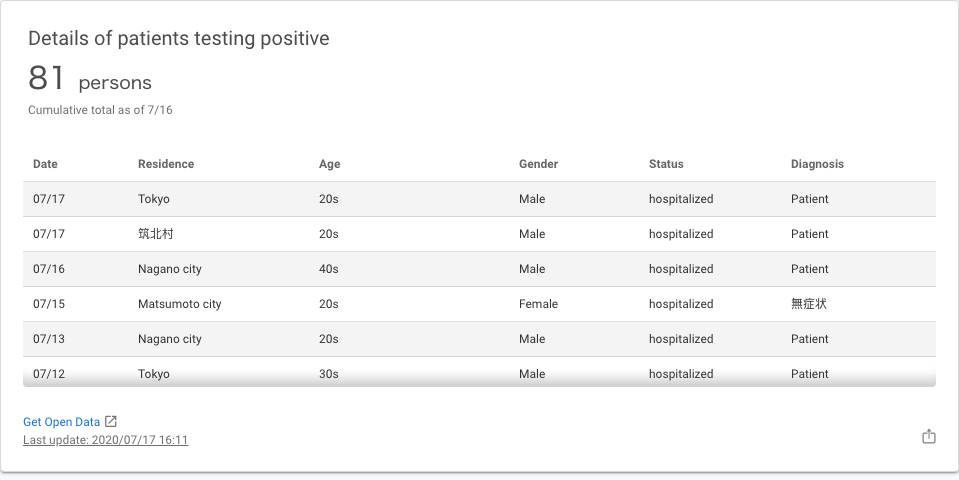 Details of patients testing positive
81 persons
Cumulative total as of 7/16
Date Residence Age Gender Status Diagnosis
07/17 Tokyo 20s Male hospitalized Patient
07/17 筑北村 20s Male hospitalized Patient
07/16 Nagano city 40s Male hospitalized Patient
07/15 Matsumoto city 20s Female hospitalized 無症状
07/13 Nagano city 20s Male hospitalized Patient
07/12 Tokyo 30s Male hospitalized Patient
Get Open Data
Last update: 2020/07/17 16:11